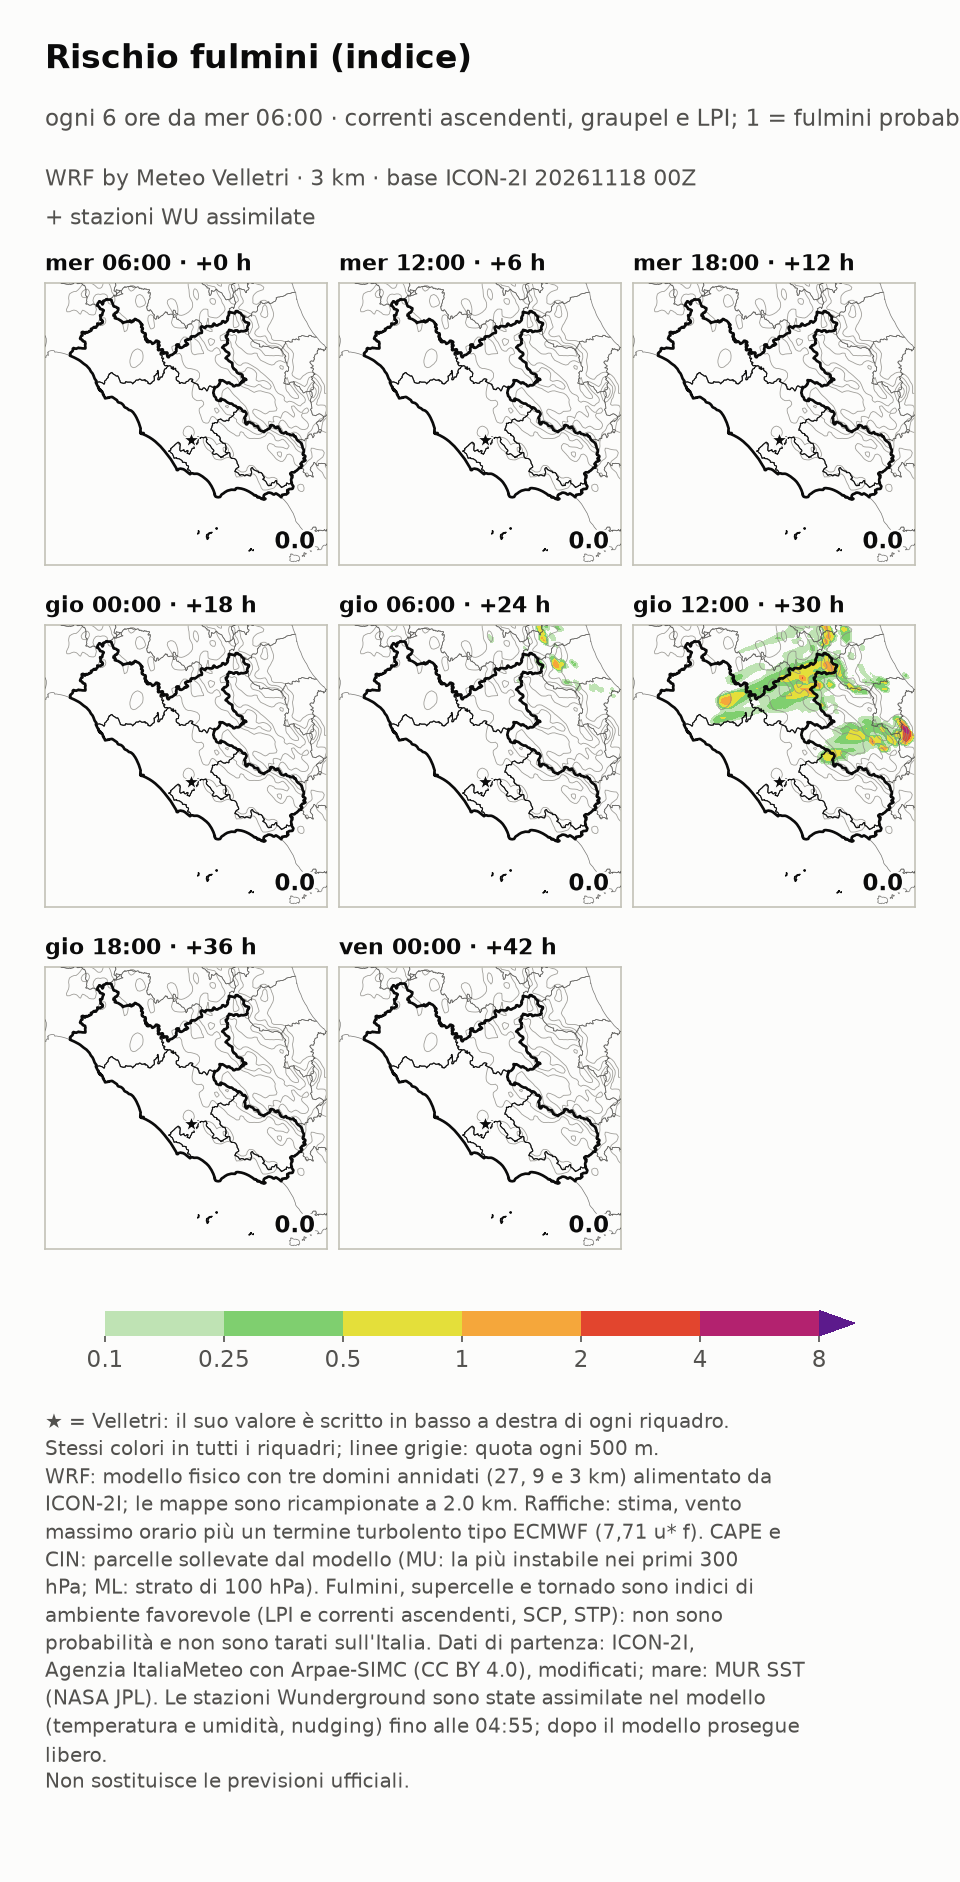 Rischio fulmini (indice)
ogni 6 ore da mer 06:00 · correnti ascendenti, graupel e LPI; 1 = fulmini probab
WRF by Meteo Velletri · 3 km · base ICON-2I 20261118 00Z
+ stazioni WU assimilate
mer 06:00 · +0 h
mer 12:00 · +6 h
mer 18:00 · +12 h
0.0
0.0
0.0
gio 00:00 · +18 h
gio 06:00 · +24 h
gio 12:00 · +30 h
0.0
0.0
0.0
gio 18:00 · +36 h
ven 00:00 · +42 h
0.0
0.0
0.1 0.25 0.5 1 2 4 8
★ = Velletri: il suo valore è scritto in basso a destra di ogni riquadro.
Stessi colori in tutti i riquadri; linee grigie: quota ogni 500 m.
WRF: modello fisico con tre domini annidati (27, 9 e 3 km) alimentato da
ICON-2I; le mappe sono ricampionate a 2.0 km. Raffiche: stima, vento
massimo orario più un termine turbolento tipo ECMWF (7,71 u* f). CAPE e
CIN: parcelle sollevate dal modello (MU: la più instabile nei primi 300
hPa; ML: strato di 100 hPa). Fulmini, supercelle e tornado sono indici di
ambiente favorevole (LPI e correnti ascendenti, SCP, STP): non sono
probabilità e non sono tarati sull'Italia. Dati di partenza: ICON-2I,
Agenzia ItaliaMeteo con Arpae-SIMC (CC BY 4.0), modificati; mare: MUR SST
(NASA JPL). Le stazioni Wunderground sono state assimilate nel modello
(temperatura e umidità, nudging) fino alle 04:55; dopo il modello prosegue
libero.
Non sostituisce le previsioni ufficiali.